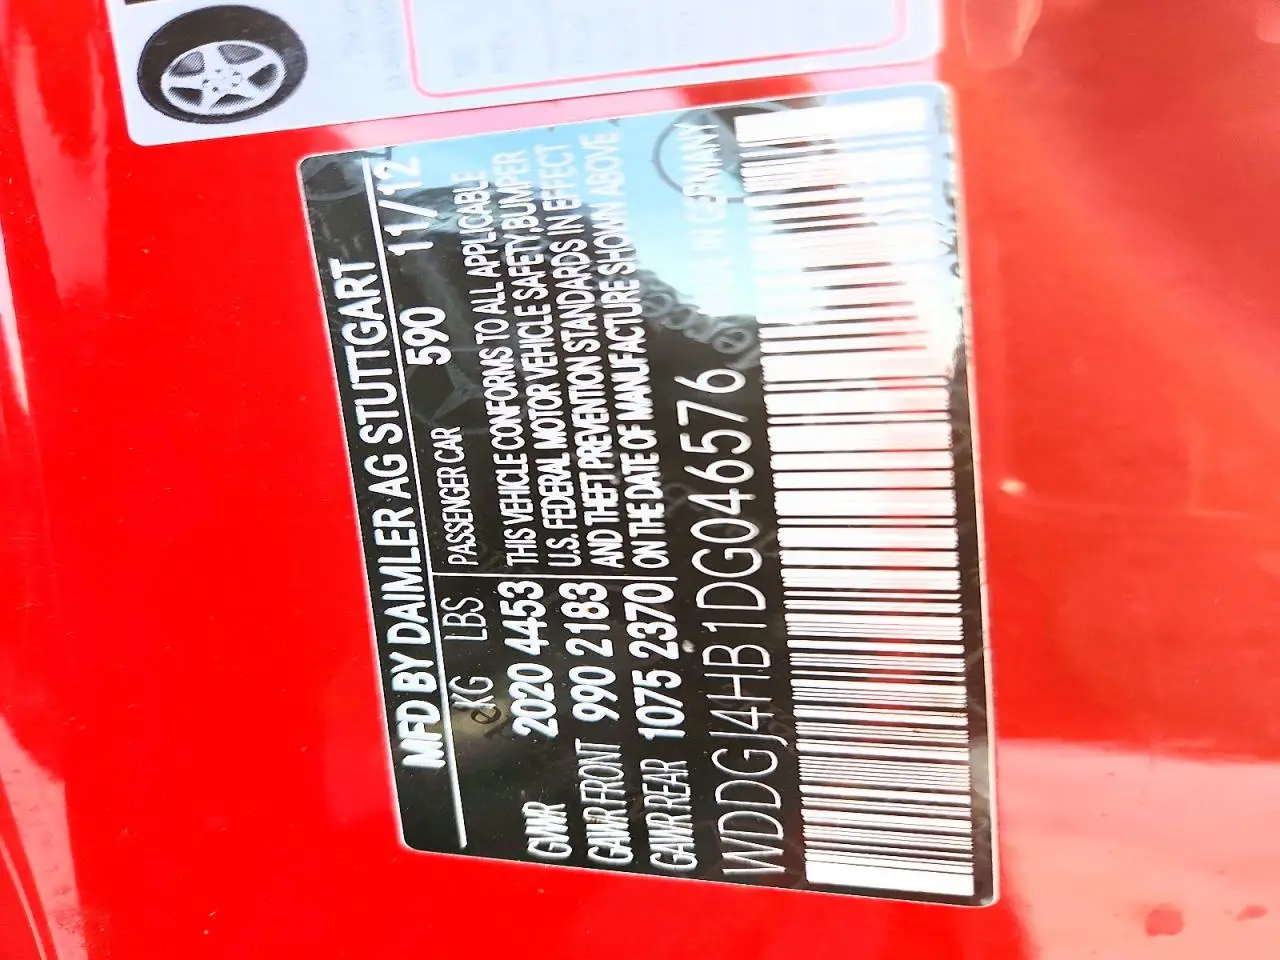 MFD BY DAIMLER AG STUTTGART
KG LBS PASSENGER CAR 590 11/12
GVWR 2020 4453 THIS VEHICLE CONFORMS TO ALL APPLICABLE
U.S. FEDERAL MOTOR VEHICLE SAFETY, BUMPER
GAWR FRONT 990 2183 AND THEFT PREVENTION STANDARDS IN EFFECT
GAWR REAR 1075 2370 ON THE DATE OF MANUFACTURE SHOWN ABOVE
WDDGJ4HB1DG046576 MADE IN GERMANY